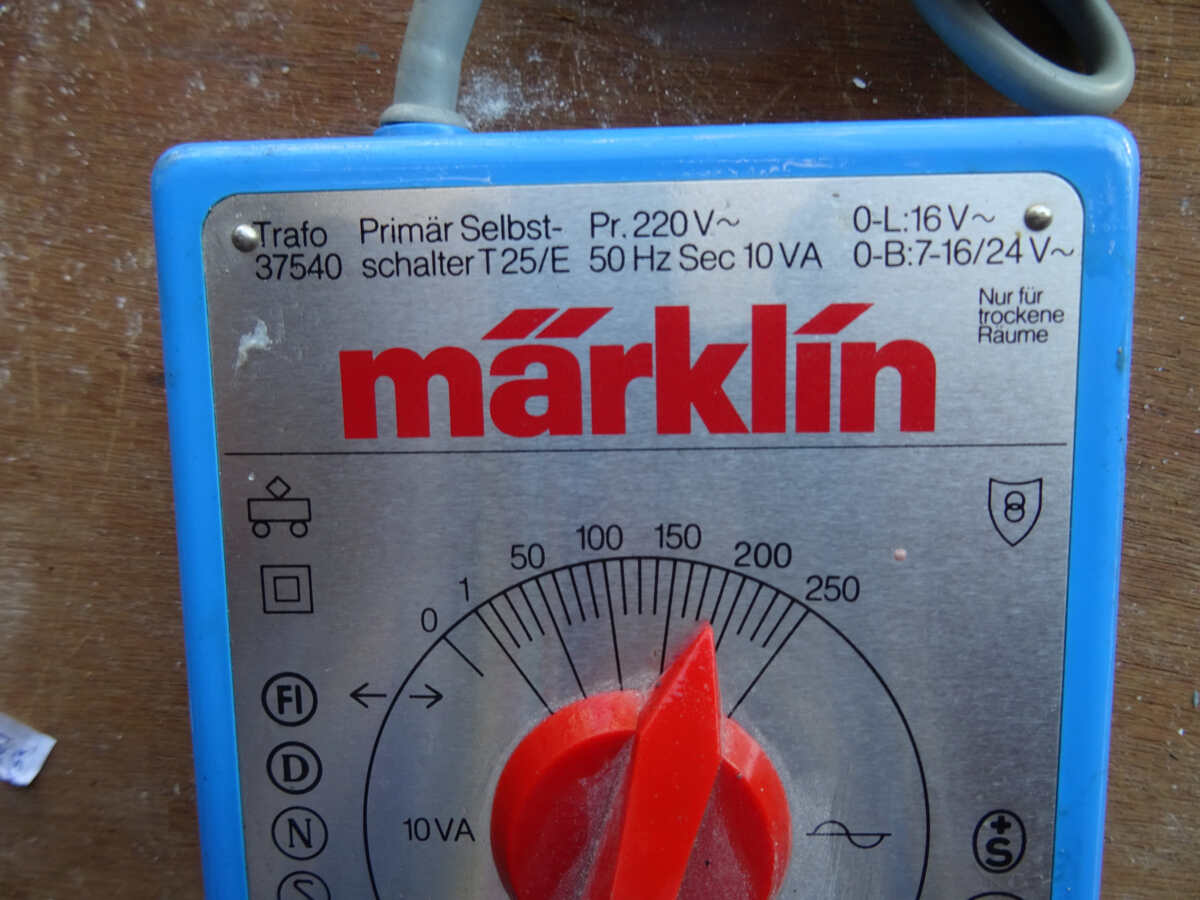 Trafo Primär Selbst- Pr. 220 V~ 0-L:16 V~
37540 schalter T 25/E 50 Hz Sec 10 VA 0-B:7-16/24 V~
Nur für
trockene
Räume
märklin
0 1 50 100 150 200 250
FI
D
N
S
10 VA
+S